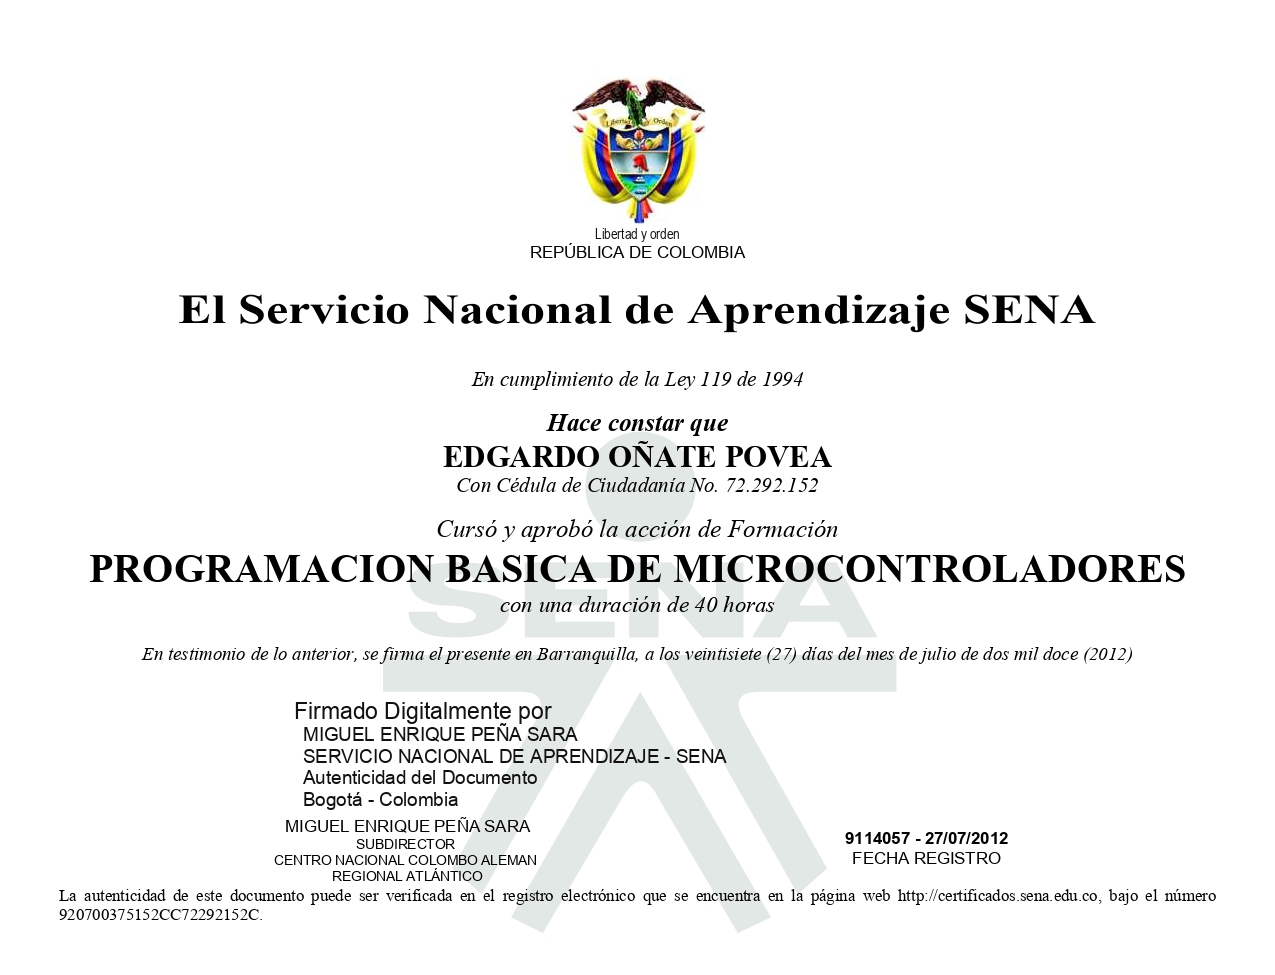 Libertad y Orden
Libertad y orden
REPÚBLICA DE COLOMBIA
El Servicio Nacional de Aprendizaje SENA
En cumplimiento de la Ley 119 de 1994
Hace constar que
EDGARDO OÑATE POVEA
Con Cédula de Ciudadanía No. 72.292.152
Cursó y aprobó la acción de Formación
PROGRAMACION BASICA DE MICROCONTROLADORES
con una duración de 40 horas
SENA
En testimonio de lo anterior, se firma el presente en Barranquilla, a los veintisiete (27) días del mes de julio de dos mil doce (2012)
Firmado Digitalmente por
MIGUEL ENRIQUE PEÑA SARA
SERVICIO NACIONAL DE APRENDIZAJE - SENA
Autenticidad del Documento
Bogotá - Colombia
MIGUEL ENRIQUE PEÑA SARA
SUBDIRECTOR
CENTRO NACIONAL COLOMBO ALEMAN
REGIONAL ATLÁNTICO
9114057 - 27/07/2012
FECHA REGISTRO
La autenticidad de este documento puede ser verificada en el registro electrónico que se encuentra en la página web http://certificados.sena.edu.co, bajo el número
920700375152CC72292152C.